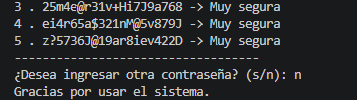 3 . 25m4e@r31v+Hi7J9a768 -> Muy segura
4 . ei4r65a$321nM@5v879J -> Muy segura
5 . z?5736J@19ar8iev422D -> Muy segura
----------------------------------
¿Desea ingresar otra contraseña? (s/n): n
Gracias por usar el sistema.